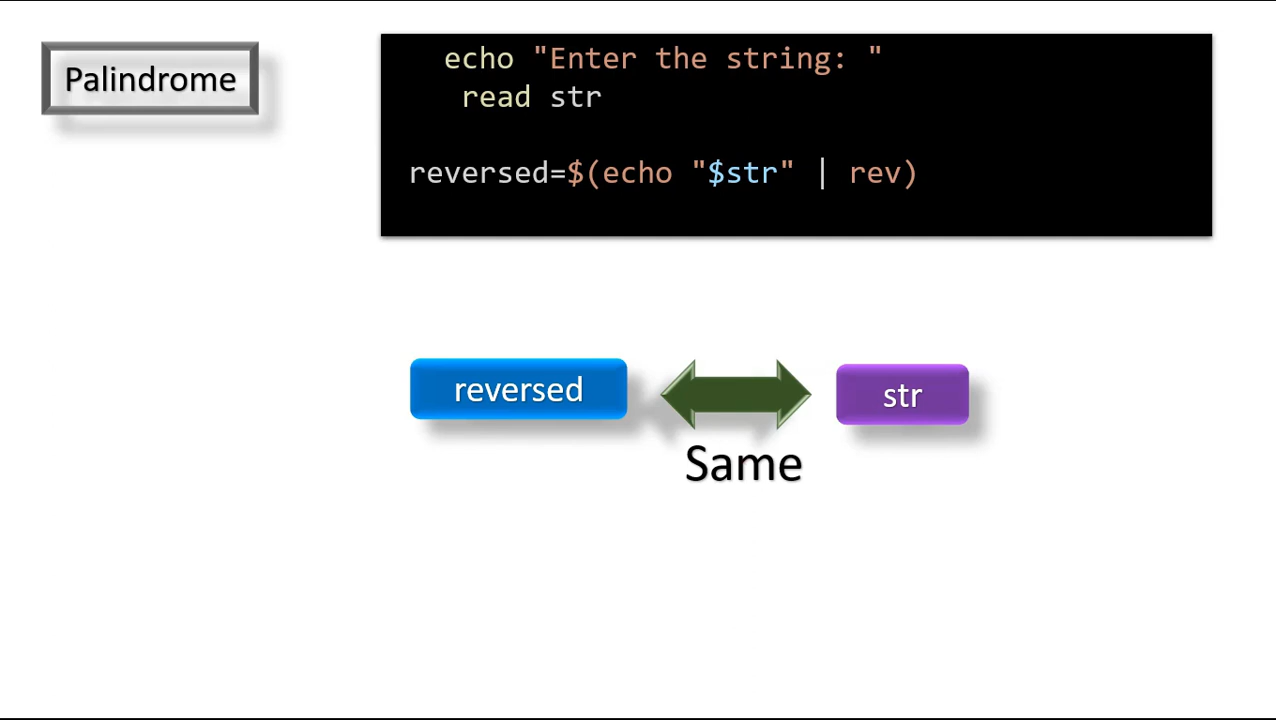 Palindrome
echo "Enter the string: "
read str
reversed=$(echo "$str" | rev)
reversed
str
Same